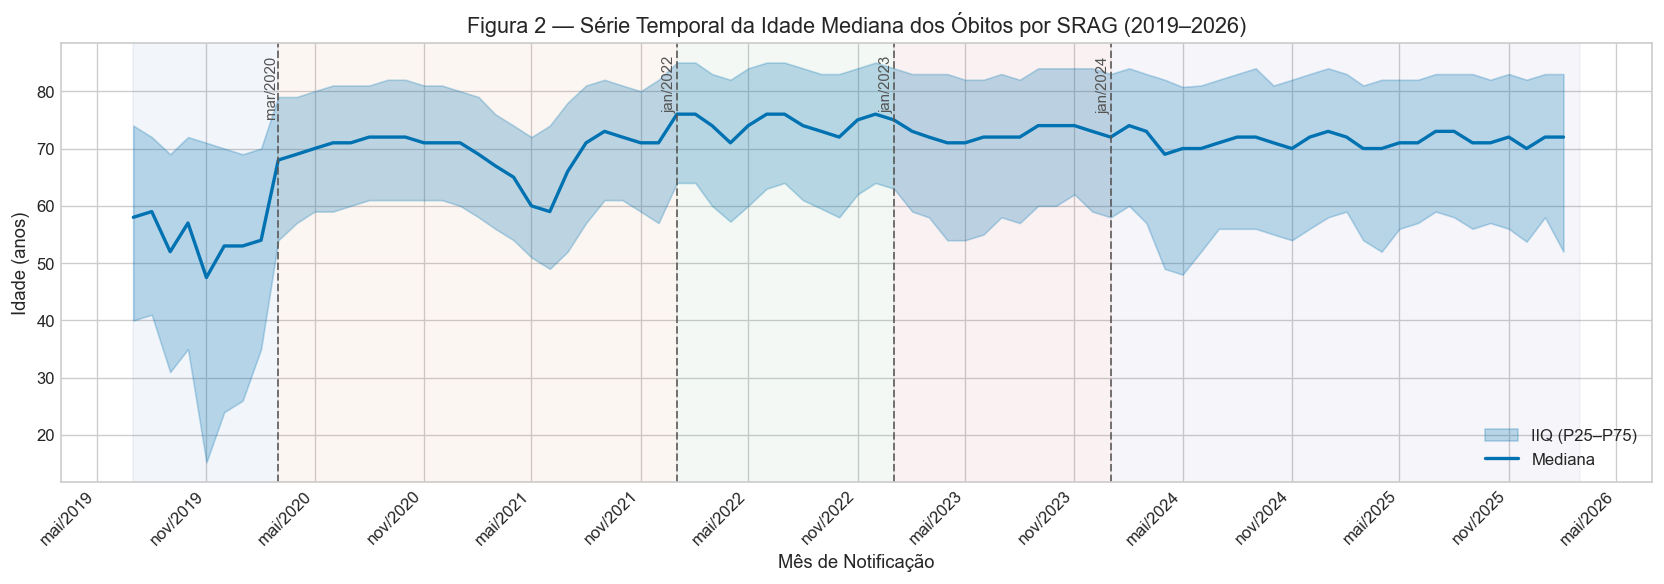 Figura 2 — Série Temporal da Idade Mediana dos Óbitos por SRAG (2019–2026)
Idade (anos)
80
70
60
50
40
30
20
mar/2020
jan/2022
jan/2023
jan/2024
IIQ (P25–P75)
Mediana
mai/2019
nov/2019
mai/2020
nov/2020
mai/2021
nov/2021
mai/2022
nov/2022
mai/2023
nov/2023
mai/2024
nov/2024
mai/2025
nov/2025
mai/2026
Mês de Notificação